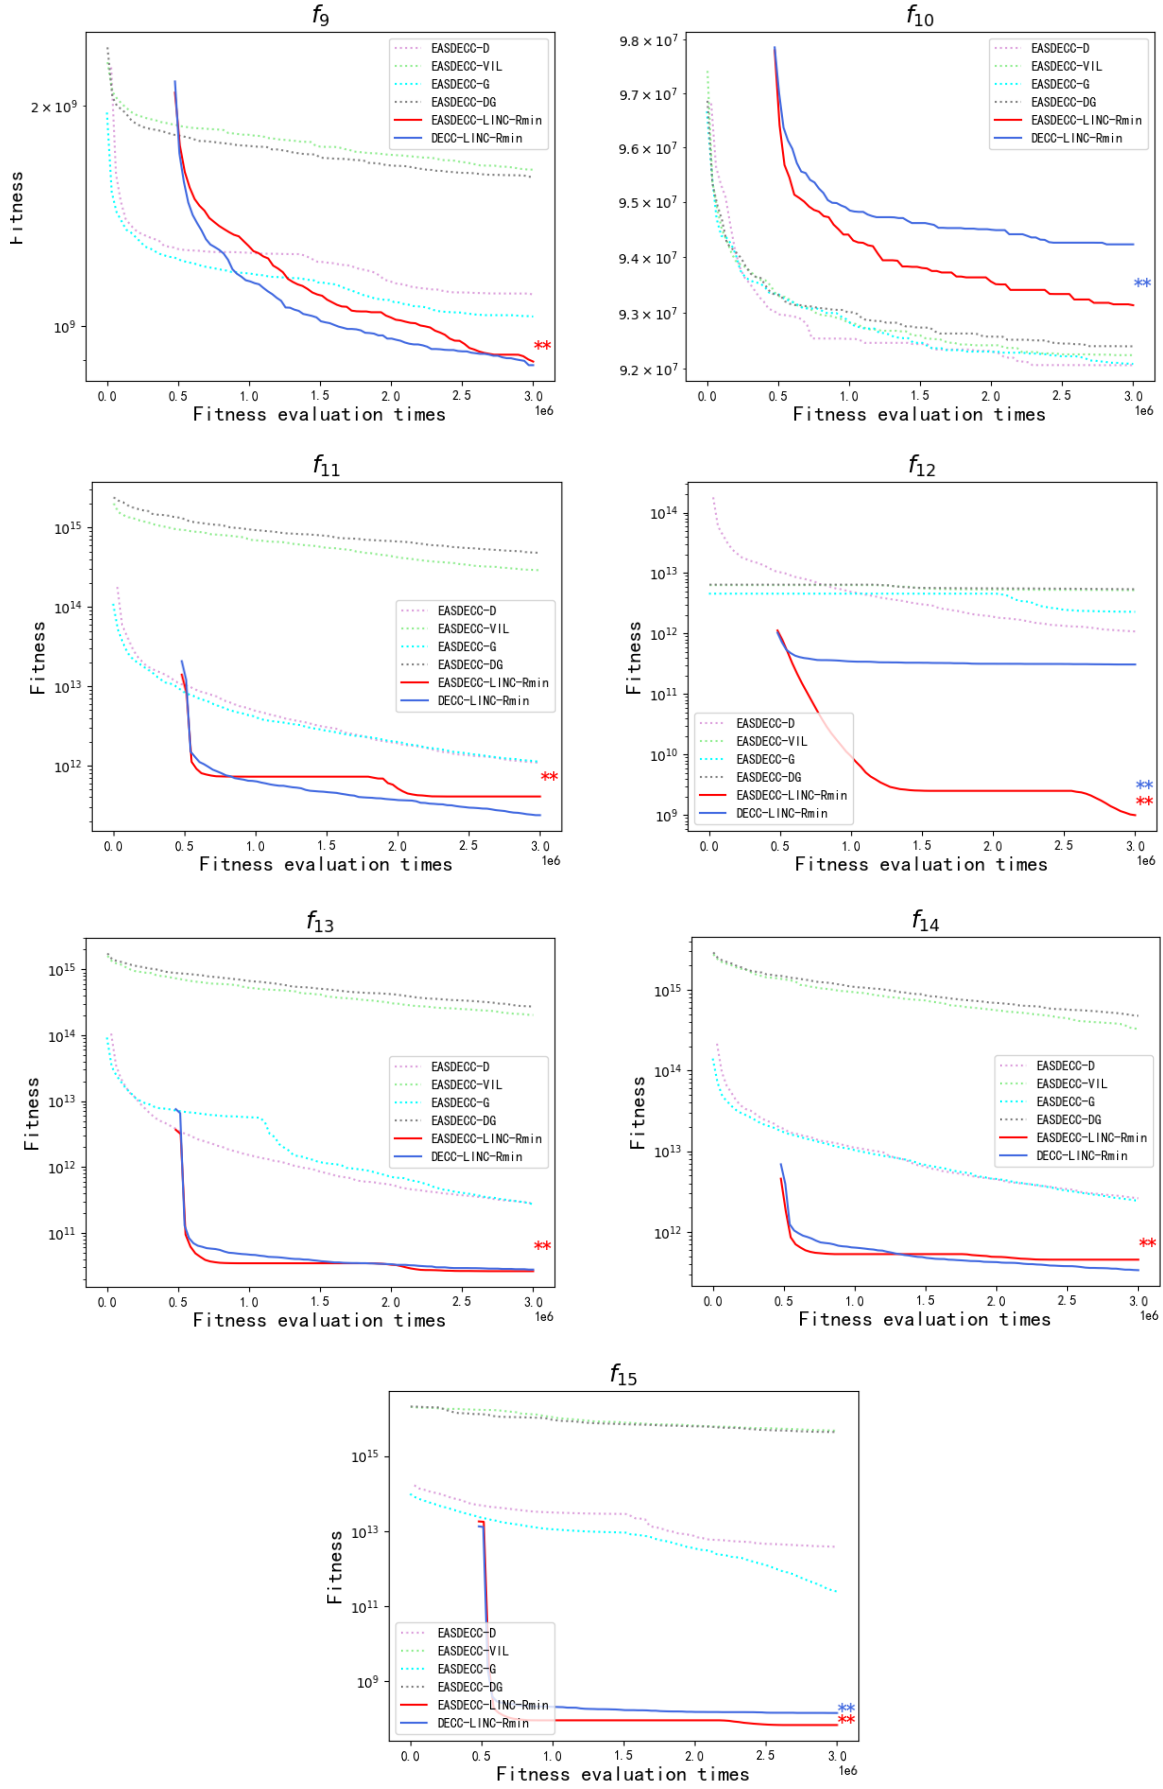 f9
2 × 10^9
10^9
Fitness
EASDECC-D
EASDECC-VIL
EASDECC-G
EASDECC-DG
EASDECC-LINC-Rmin
DECC-LINC-Rmin
**
0.0 0.5 1.0 1.5 2.0 2.5 3.0
1e6
Fitness evaluation times
f10
9.8 × 10^7
9.7 × 10^7
9.6 × 10^7
9.5 × 10^7
9.4 × 10^7
9.3 × 10^7
9.2 × 10^7
Fitness
EASDECC-D
EASDECC-VIL
EASDECC-G
EASDECC-DG
EASDECC-LINC-Rmin
DECC-LINC-Rmin
**
0.0 0.5 1.0 1.5 2.0 2.5 3.0
1e6
Fitness evaluation times
f11
10^15
10^14
10^13
10^12
Fitness
EASDECC-D
EASDECC-VIL
EASDECC-G
EASDECC-DG
EASDECC-LINC-Rmin
DECC-LINC-Rmin
**
0.0 0.5 1.0 1.5 2.0 2.5 3.0
1e6
Fitness evaluation times
f12
10^14
10^13
10^12
10^11
10^10
10^9
Fitness
EASDECC-D
EASDECC-VIL
EASDECC-G
EASDECC-DG
EASDECC-LINC-Rmin
DECC-LINC-Rmin
**
**
0.0 0.5 1.0 1.5 2.0 2.5 3.0
1e6
Fitness evaluation times
f13
10^15
10^14
10^13
10^12
10^11
Fitness
EASDECC-D
EASDECC-VIL
EASDECC-G
EASDECC-DG
EASDECC-LINC-Rmin
DECC-LINC-Rmin
**
0.0 0.5 1.0 1.5 2.0 2.5 3.0
1e6
Fitness evaluation times
f14
10^15
10^14
10^13
10^12
Fitness
EASDECC-D
EASDECC-VIL
EASDECC-G
EASDECC-DG
EASDECC-LINC-Rmin
DECC-LINC-Rmin
**
0.0 0.5 1.0 1.5 2.0 2.5 3.0
1e6
Fitness evaluation times
f15
10^15
10^13
10^11
10^9
Fitness
EASDECC-D
EASDECC-VIL
EASDECC-G
EASDECC-DG
EASDECC-LINC-Rmin
DECC-LINC-Rmin
**
**
0.0 0.5 1.0 1.5 2.0 2.5 3.0
1e6
Fitness evaluation times